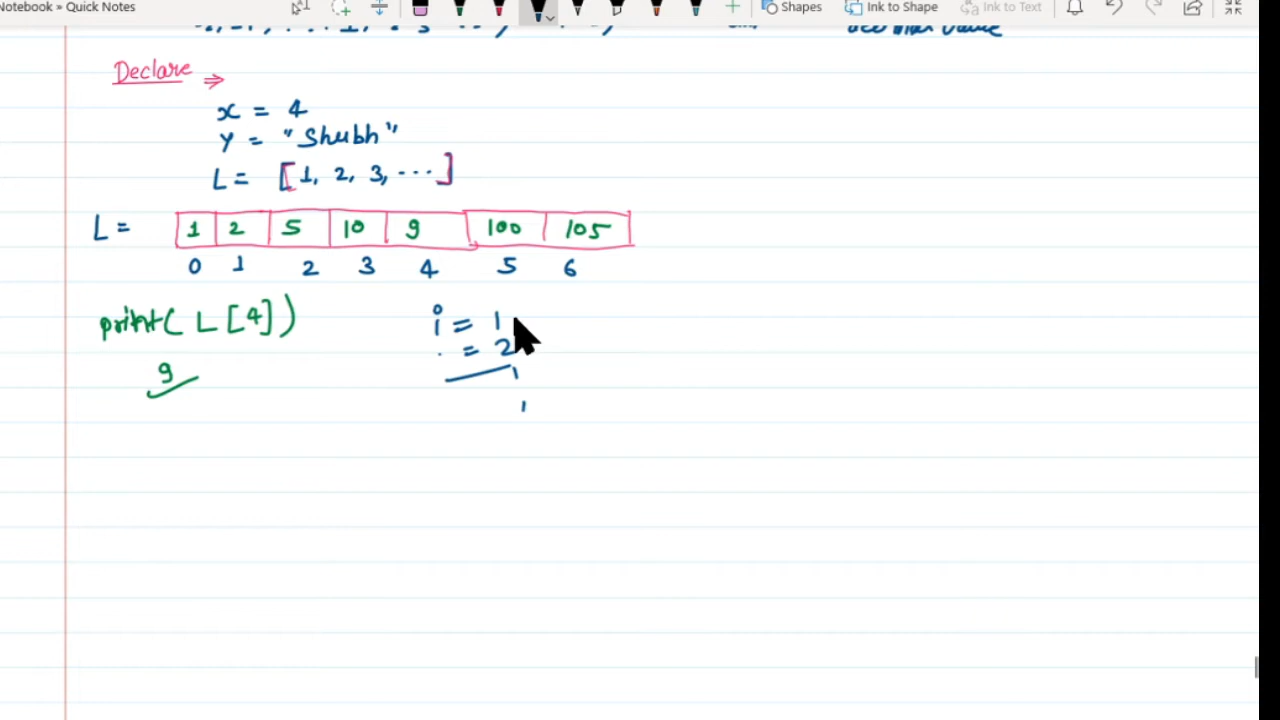 Notebook » Quick Notes
Shapes Ink to Shape Ink to Text
Declare ⇒
x = 4
Y = "Shubh"
L = [1, 2, 3, ...]
L = 1 2 5 10 9 100 105
0 1 2 3 4 5 6
print( L [4] ) i = 1
. = 2
9